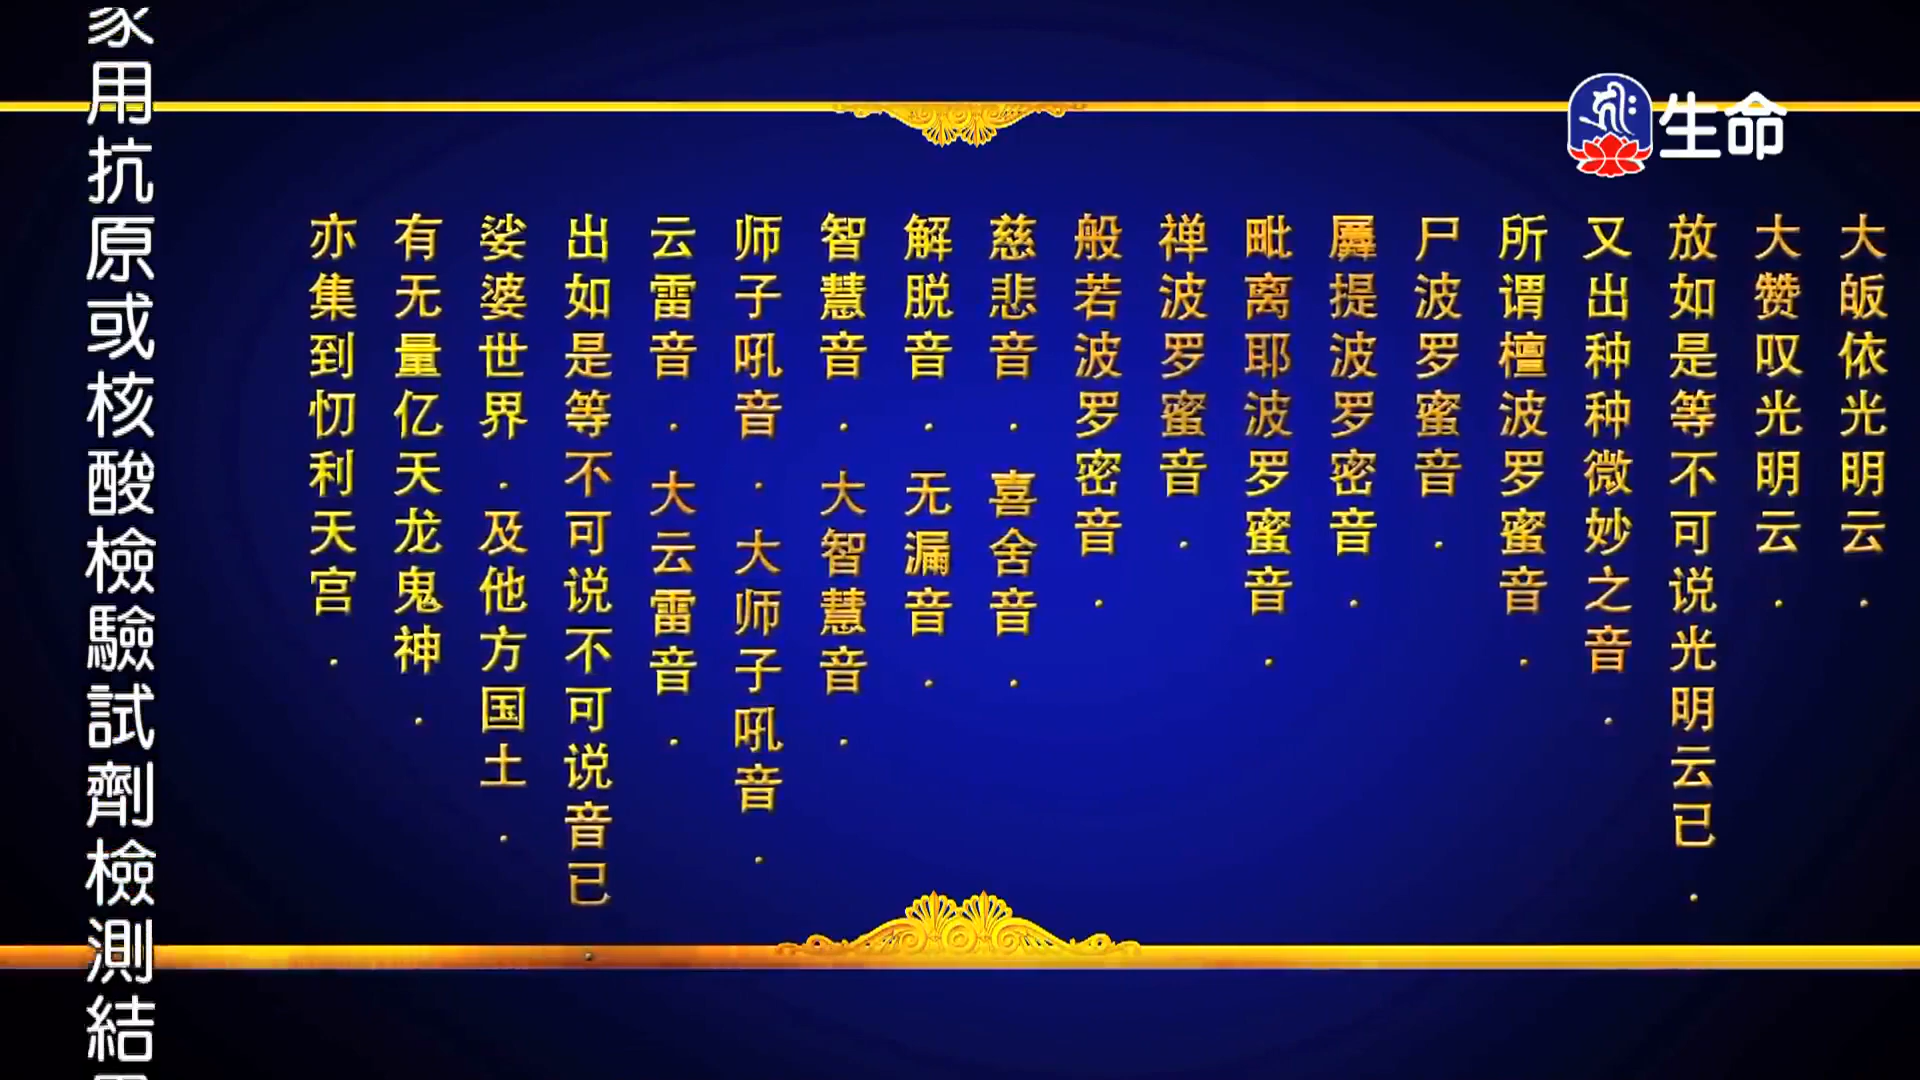 大皈依光明云．
大赞叹光明云．
放如是等不可说光明云已．
又出种种微妙之音．
所谓檀波罗蜜音．
尸波罗蜜音．
羼提波罗密音．
毗离耶波罗蜜音．
禅波罗蜜音．
般若波罗密音．
慈悲音．喜舍音．
解脱音．无漏音．
智慧音．大智慧音．
师子吼音．大师子吼音．
云雷音．大云雷音．
出如是等不可说不可说音已．
娑婆世界．及他方国土．
有无量亿天龙鬼神．
亦集到忉利天宫．
生命
家用抗原或核酸檢驗試劑檢測結